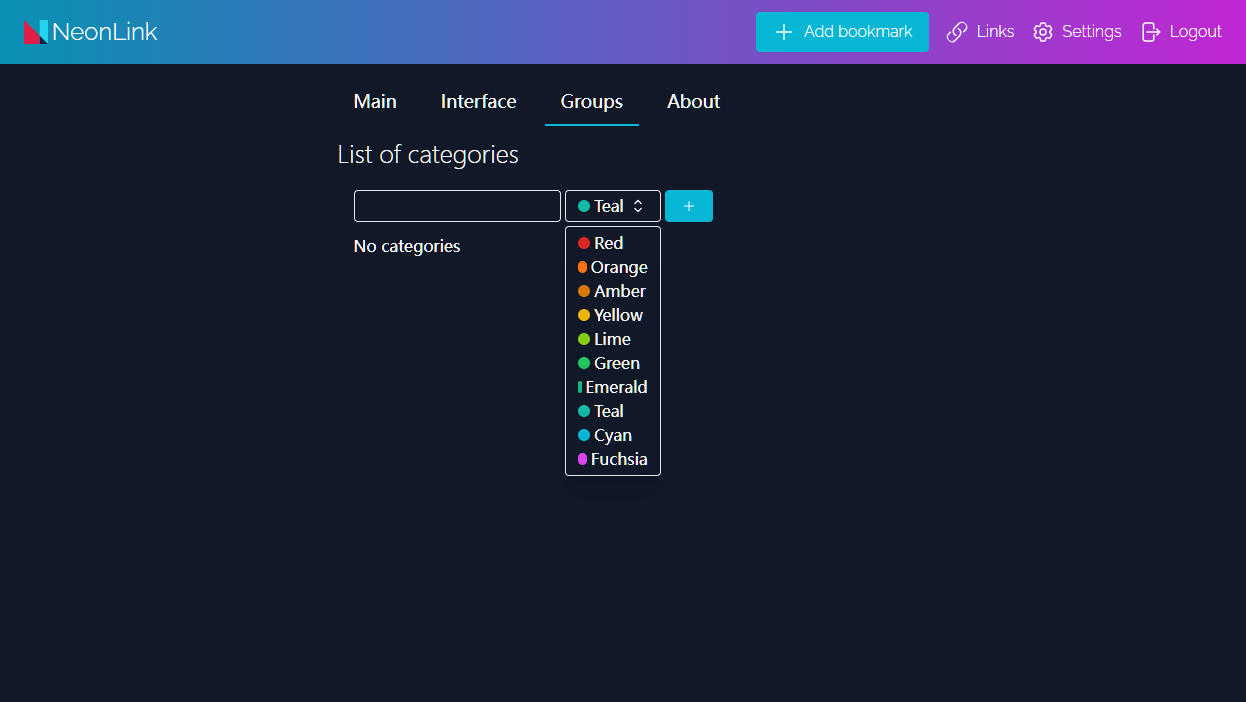 NeonLink
Add bookmark
Links
Settings
Logout
Main
Interface
Groups
About
List of categories
Teal
No categories
Red
Orange
Amber
Yellow
Lime
Green
Emerald
Teal
Cyan
Fuchsia